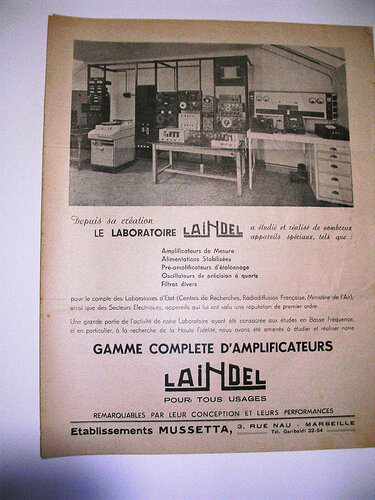 Depuis sa création
LE LABORATOIRE LAINDEL a étudié et réalisé de nombreux
appareils spéciaux, tels que :
Amplificateurs de Mesure
Alimentations Stabilisées
Pré-amplificateurs d'étalonnage
Oscillateurs de précision à quartz
Filtres divers
pour le compte des Laboratoires d'Etat (Centres de Recherches, Radiodiffusion Française, Ministère de l'Air),
ainsi que des Secteurs Electriques, appareils qui lui ont valu une réputation de premier ordre.
Une grande partie de l'activité de notre Laboratoire ayant été consacrée aux études en Basse Fréquence,
et en particulier, à la recherche de la Haute Fidélité, nous avons été amenés à étudier et réaliser notre
GAMME COMPLETE D'AMPLIFICATEURS
LAINDEL
POUR TOUS USAGES
REMARQUABLES PAR LEUR CONCEPTION ET LEURS PERFORMANCES
Etablissements MUSSETTA, 3, RUE NAU - MARSEILLE
Tél. Garibaldi 32-54